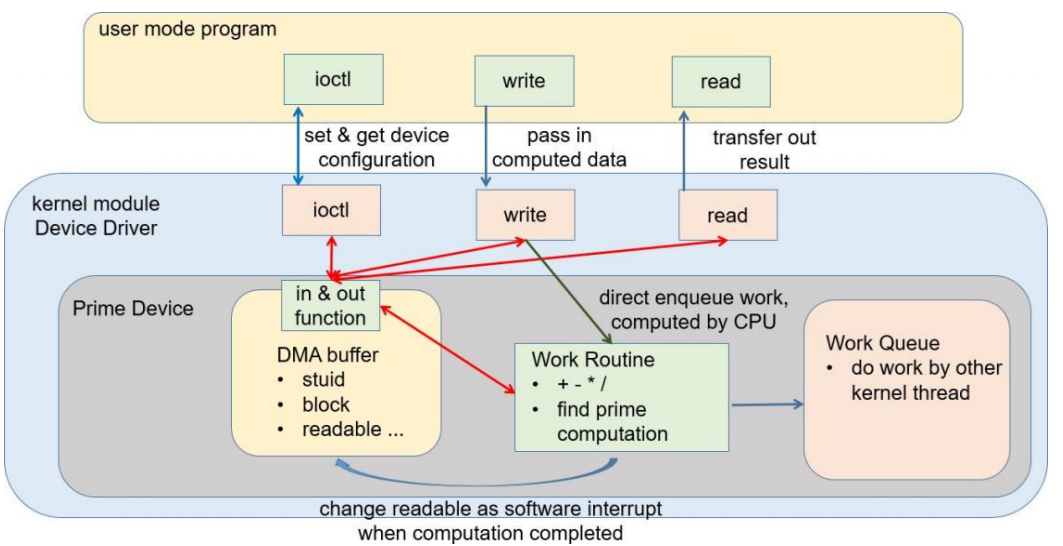 user mode program
ioctl
write
read
set & get device
configuration
pass in
computed data
transfer out
result
kernel module
Device Driver
ioctl
write
read
Prime Device
in & out
function
direct enqueue work,
computed by CPU
DMA buffer
• stuid
• block
• readable ...
Work Routine
• + - * /
• find prime
computation
Work Queue
• do work by other
kernel thread
change readable as software interrupt
when computation completed